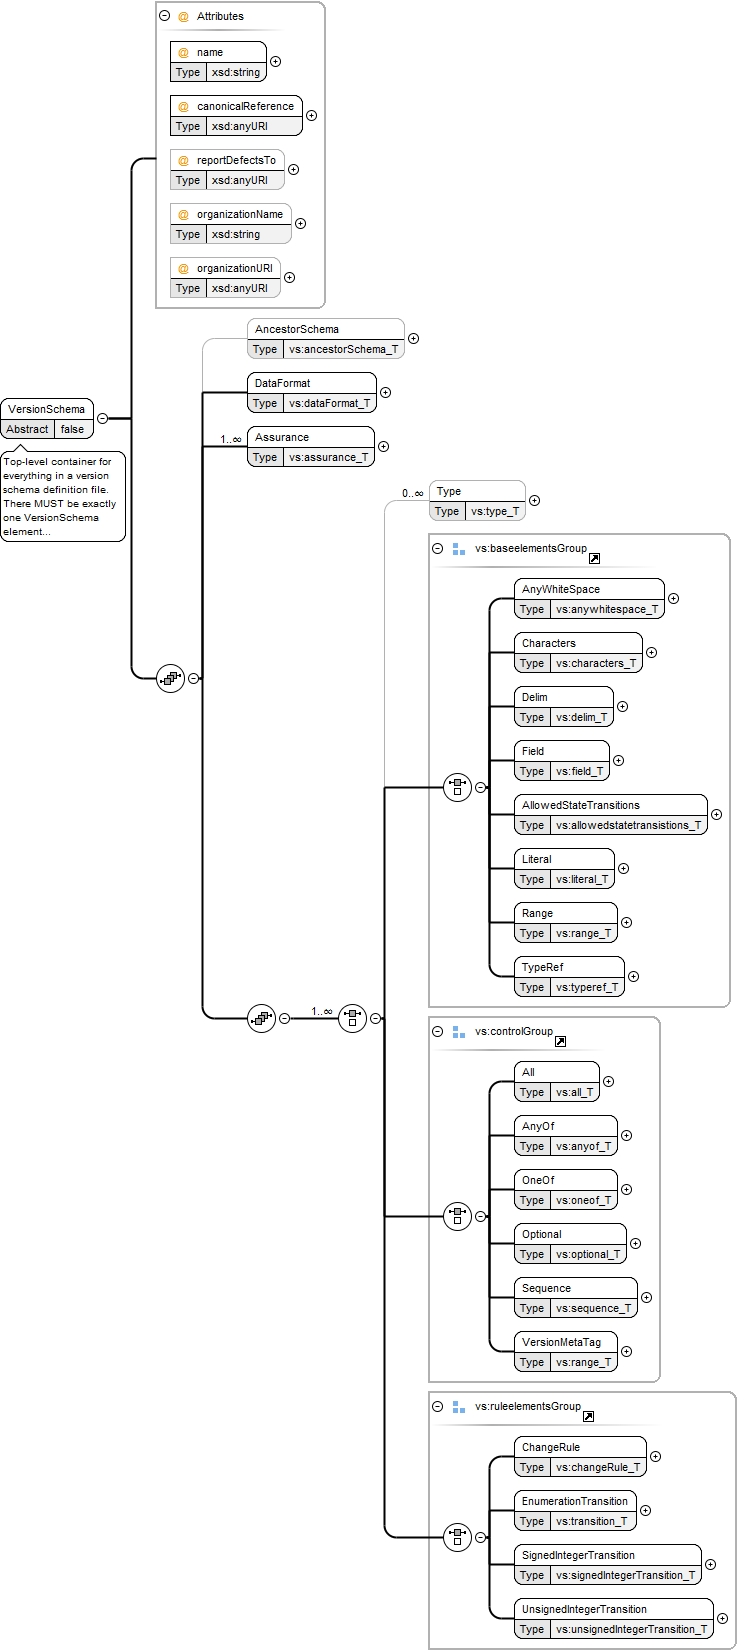 Attributes
name
Type xsd:string
canonicalReference
Type xsd:anyURI
reportDefectsTo
Type xsd:anyURI
organizationName
Type xsd:string
organizationURI
Type xsd:anyURI
AncestorSchema
Type vs:ancestorSchema_T
DataFormat
Type vs:dataFormat_T
VersionSchema
Abstract false
1..∞
Assurance
Type vs:assurance_T
Top-level container for
everything in a version
schema definition file.
There MUST be exactly
one VersionSchema
element...
0..∞
Type
Type vs:type_T
vs:baseelementsGroup
AnyWhiteSpace
Type vs:anywhitespace_T
Characters
Type vs:characters_T
Delim
Type vs:delim_T
Field
Type vs:field_T
AllowedStateTransitions
Type vs:allowedstatetransistions_T
Literal
Type vs:literal_T
Range
Type vs:range_T
TypeRef
Type vs:typeref_T
1..∞
vs:controlGroup
All
Type vs:all_T
AnyOf
Type vs:anyof_T
OneOf
Type vs:oneof_T
Optional
Type vs:optional_T
Sequence
Type vs:sequence_T
VersionMetaTag
Type vs:range_T
vs:ruleelementsGroup
ChangeRule
Type vs:changeRule_T
EnumerationTransition
Type vs:transition_T
SignedIntegerTransition
Type vs:signedIntegerTransition_T
UnsignedIntegerTransition
Type vs:unsignedIntegerTransition_T